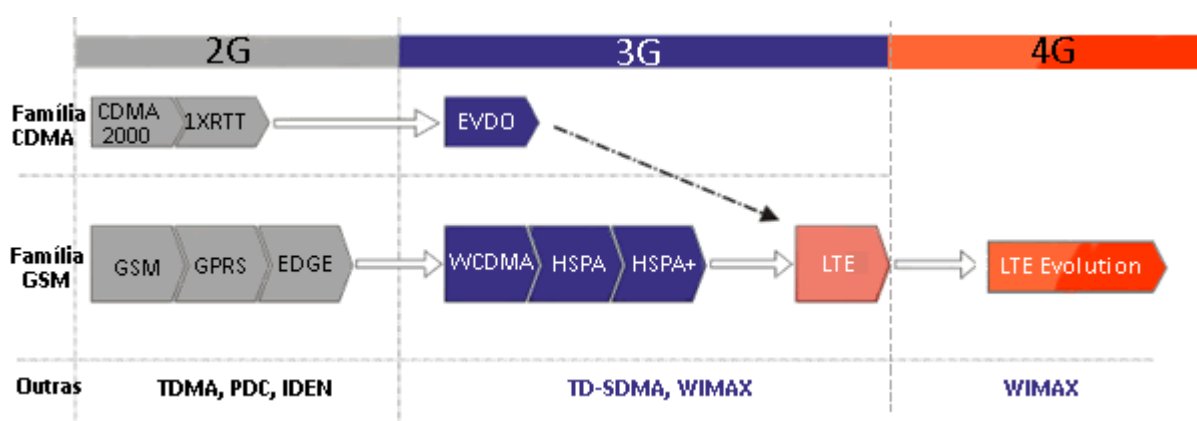 2G
3G
4G
Família
CDMA
CDMA
2000
1XRTT
EVDO
Família
GSM
GSM
GPRS
EDGE
WCDMA
HSPA
HSPA+
LTE
LTE Evolution
Outras
TDMA, PDC, IDEN
TD-SDMA, WIMAX
WIMAX